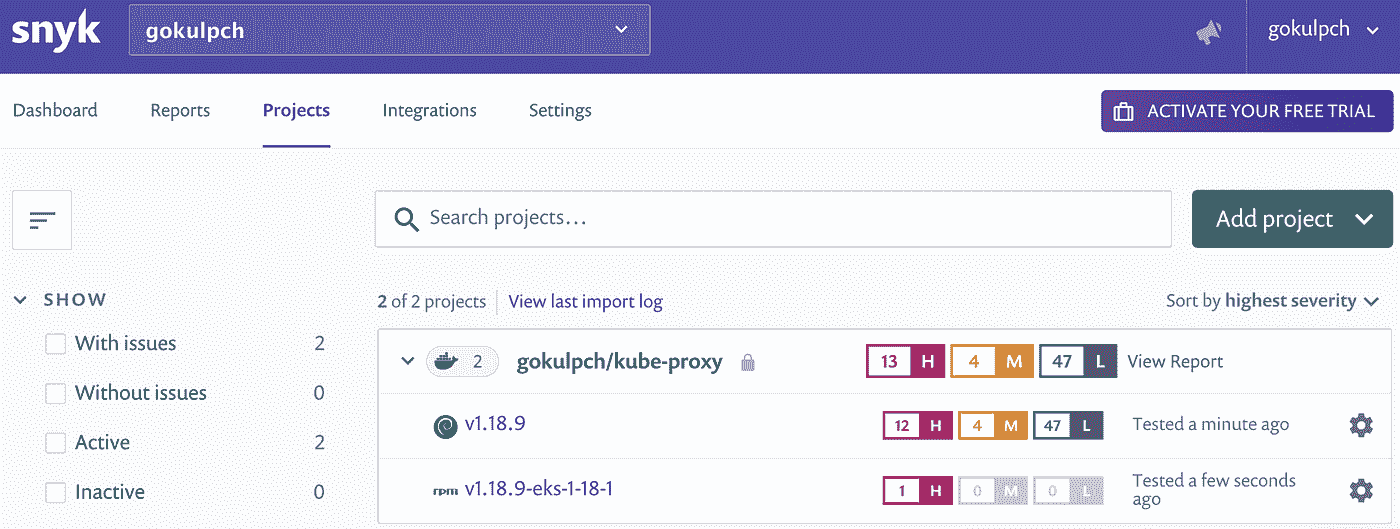 snyk
gokulpch
gokulpch
Dashboard
Reports
Projects
Integrations
Settings
ACTIVATE YOUR FREE TRIAL
Search projects...
Add project
SHOW
2 of 2 projects
View last import log
Sort by highest severity
With issues 2
Without issues 0
Active 2
Inactive 0
2 gokulpch/kube-proxy 13 H 4 M 47 L View Report
v1.18.9 12 H 4 M 47 L Tested a minute ago
rpm v1.18.9-eks-1-18-1 1 H 0 M 0 L Tested a few seconds
ago